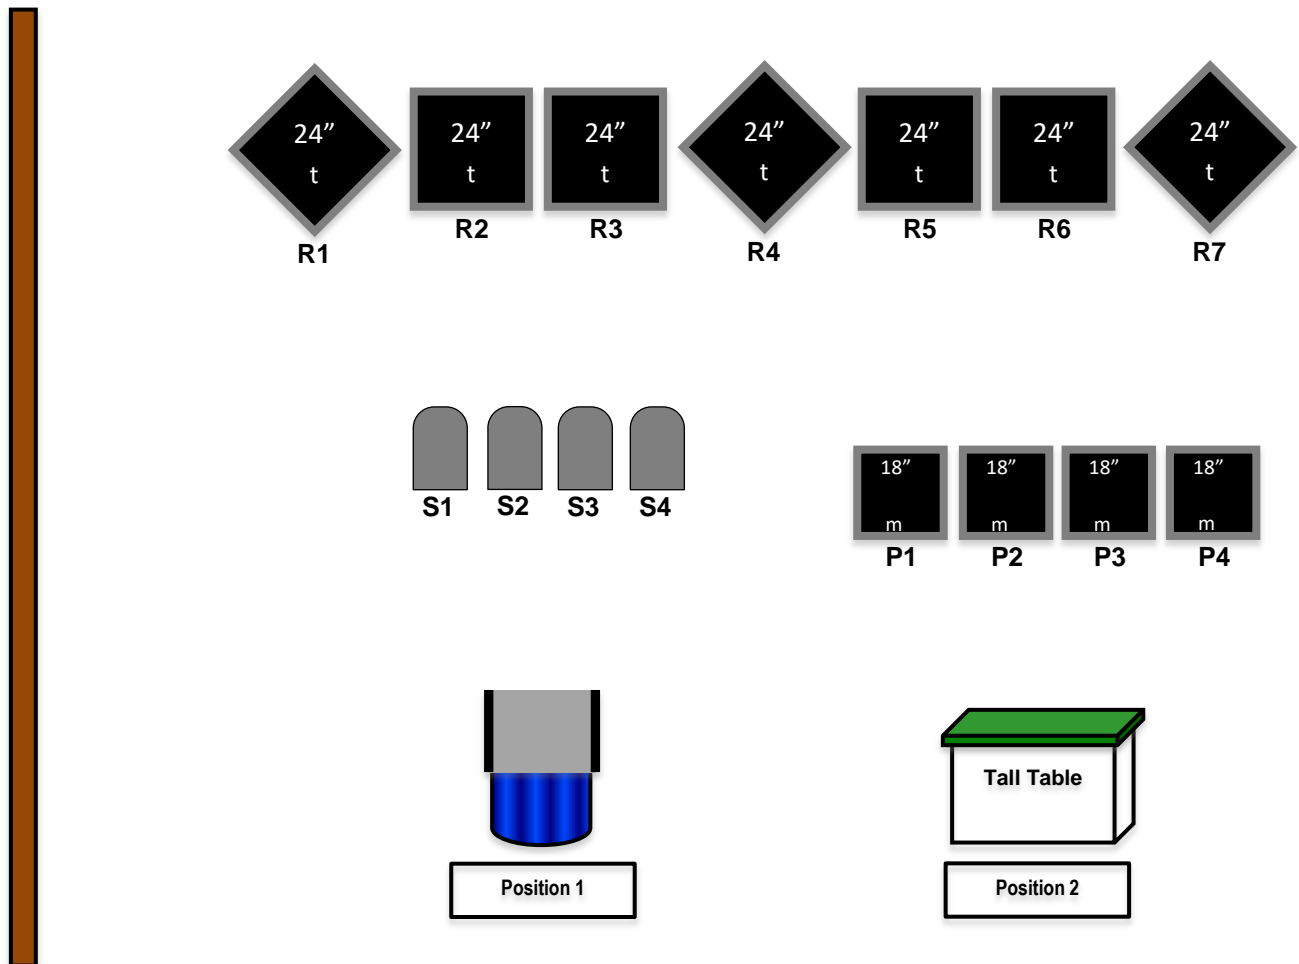 24”
t
R1
24”
t
R2
24”
t
R3
24”
t
R4
24”
t
R5
24”
t
R6
24”
t
R7
S1
S2
S3
S4
18”
m
P1
18”
m
P2
18”
m
P3
18”
m
P4
Tall Table
Position 1
Position 2